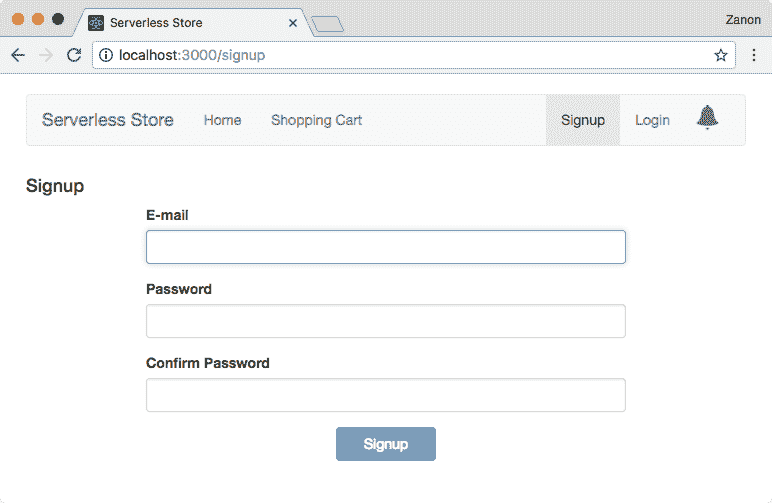 Serverless Store
Zanon
localhost:3000/signup
Serverless Store Home Shopping Cart Signup Login
Signup
E-mail
Password
Confirm Password
Signup